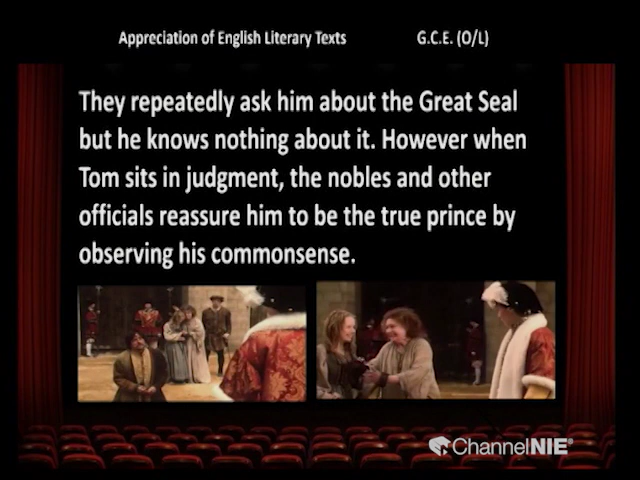 Appreciation of English Literary Texts G.C.E. (O/L)
They repeatedly ask him about the Great Seal
but he knows nothing about it. However when
Tom sits in judgment, the nobles and other
officials reassure him to be the true prince by
observing his commonsense.
ChannelNIE